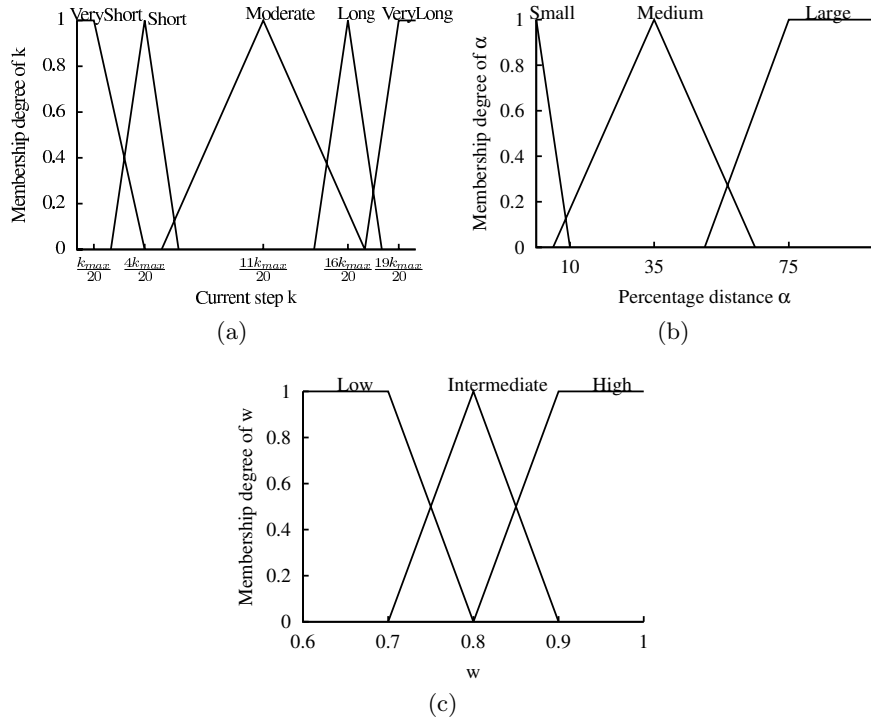 VeryShort Short Moderate Long VeryLong
1
0.8
0.6
0.4
0.2
0
Membership degree of k
k_max/20 4k_max/20 11k_max/20 16k_max/20 19k_max/20
Current step k
(a)
Small Medium Large
1
0.8
0.6
0.4
0.2
0
Membership degree of α
10 35 75
Percentage distance α
(b)
Low Intermediate High
1
0.8
0.6
0.4
0.2
0
Membership degree of w
0.6 0.7 0.8 0.9 1
w
(c)